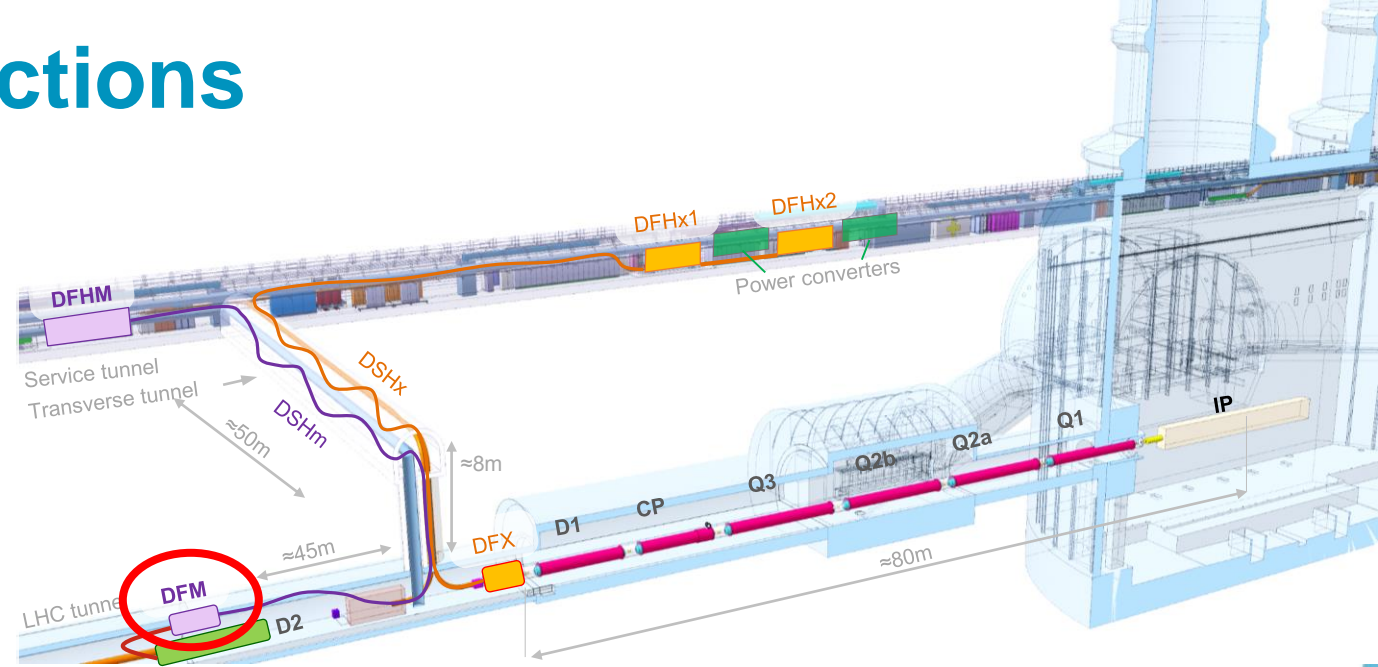 ctions
DFHx1
DFHx2
Power converters
DFHM
Service tunnel
Transverse tunnel
DSHx
DSHm
≈50m
≈8m
IP
Q1
Q2a
Q2b
Q3
CP
D1
DFX
≈80m
≈45m
DFM
LHC tunne
D2